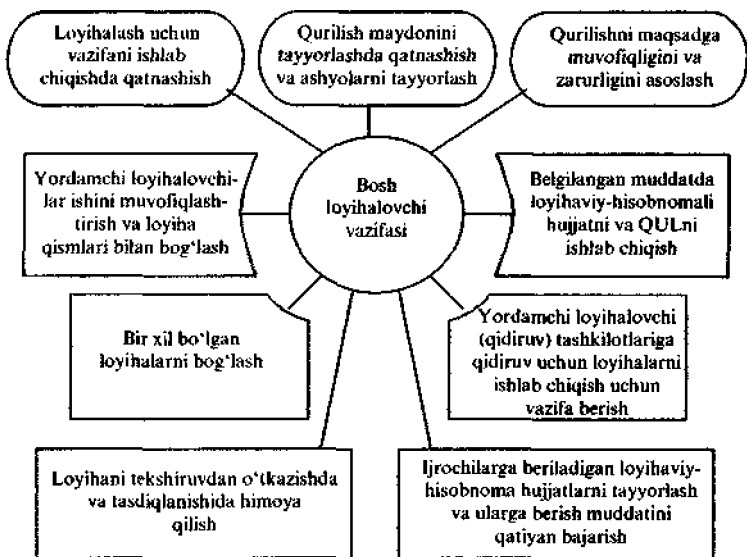 Loyihalash uchun
vazifani ishlab
chiqishda qatnashish
Qurilish maydonini
tayyorlashda qatnashish
va ashyolarni tayyorlash
Qurilishni maqsadga
muvofiqligini va
zarurligini asoslash
Yordamchi loyihalovchi-
lar ishini muvofiqlash-
tirish va loyiha
qismlari bilan bog‘lash
Bosh
loyihalovchi
vazifasi
Belgilangan muddatda
loyihaviy-hisobnomali
hujjatni va QULni
ishlab chiqish
Bir xil bo‘lgan
loyihalarni bog‘lash
Yordamchi loyihalovchi
(qidiruv) tashkilotlariga
qidiruv uchun loyihalarni
ishlab chiqish uchun
vazifa berish
Loyihani tekshiruvdan o‘tkazishda
va tasdiqlanishida himoya
qilish
Ijrochilarga beriladigan loyihaviy-
hisobnoma hujjatlarni tayyorlash
va ularga berish muddatini
qatiyan bajarish